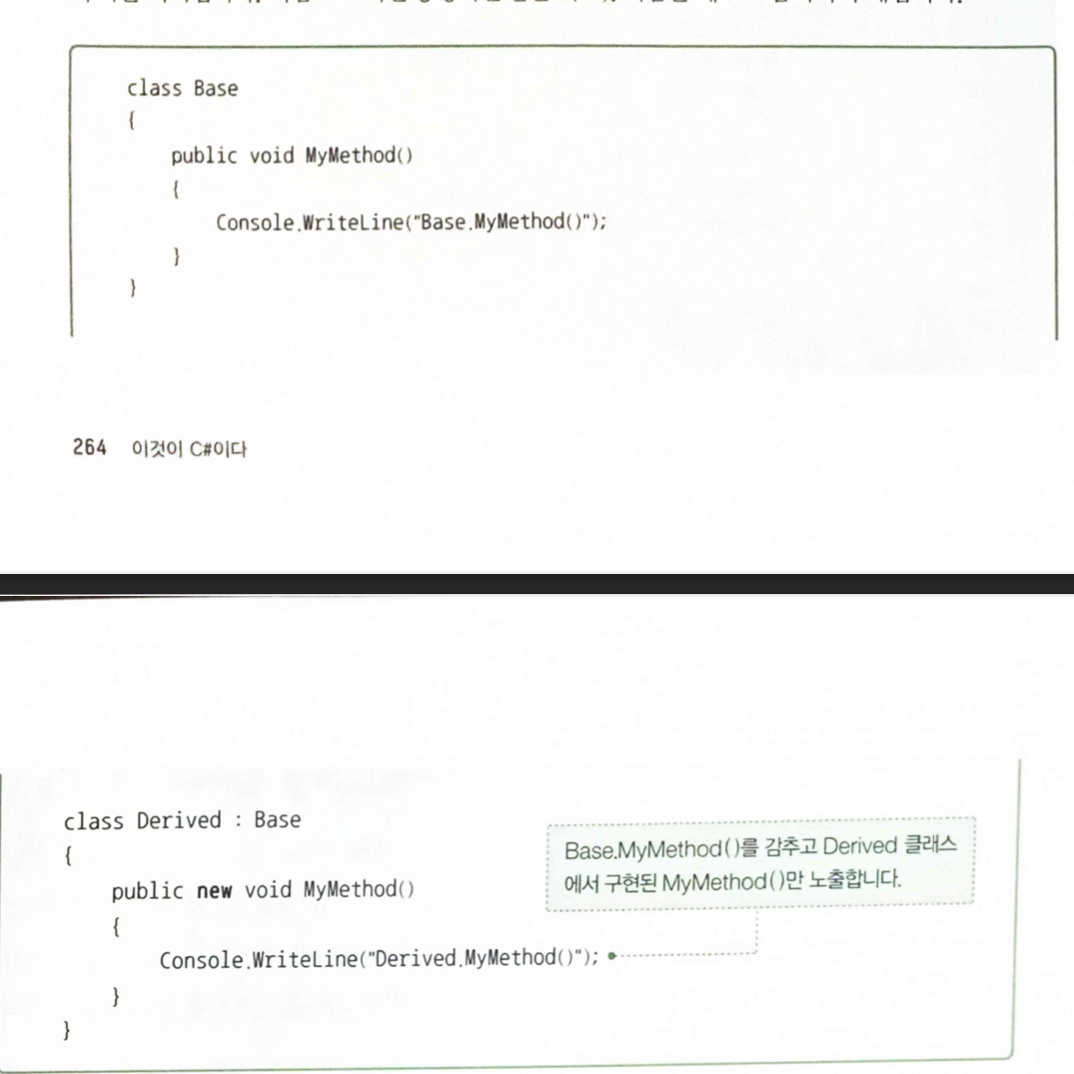 class Base
{
public void MyMethod()
{
Console.WriteLine("Base.MyMethod()");
}
}
264 이것이 C#이다
class Derived : Base
{
public new void MyMethod()
{
Console.WriteLine("Derived.MyMethod()");
}
}
Base.MyMethod()를 감추고 Derived 클래스
에서 구현된 MyMethod()만 노출합니다.